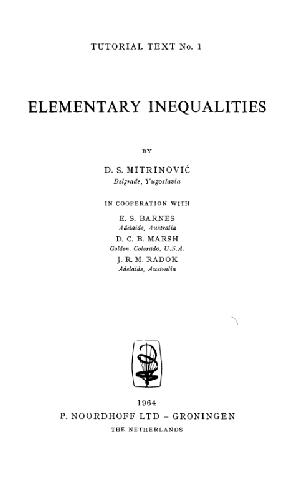 TUTORIAL TEXT No. 1
ELEMENTARY INEQUALITIES
BY
D. S. MITRINOVIĆ
Belgrade, Yugoslavia
IN COOPERATION WITH
E. S. BARNES
Adelaide, Australia
D. C. B. MARSH
Golden, Colorado, U.S.A.
J. R. M. RADOK
Adelaide, Australia
1964
P. NOORDHOFF LTD – GRONINGEN
THE NETHERLANDS